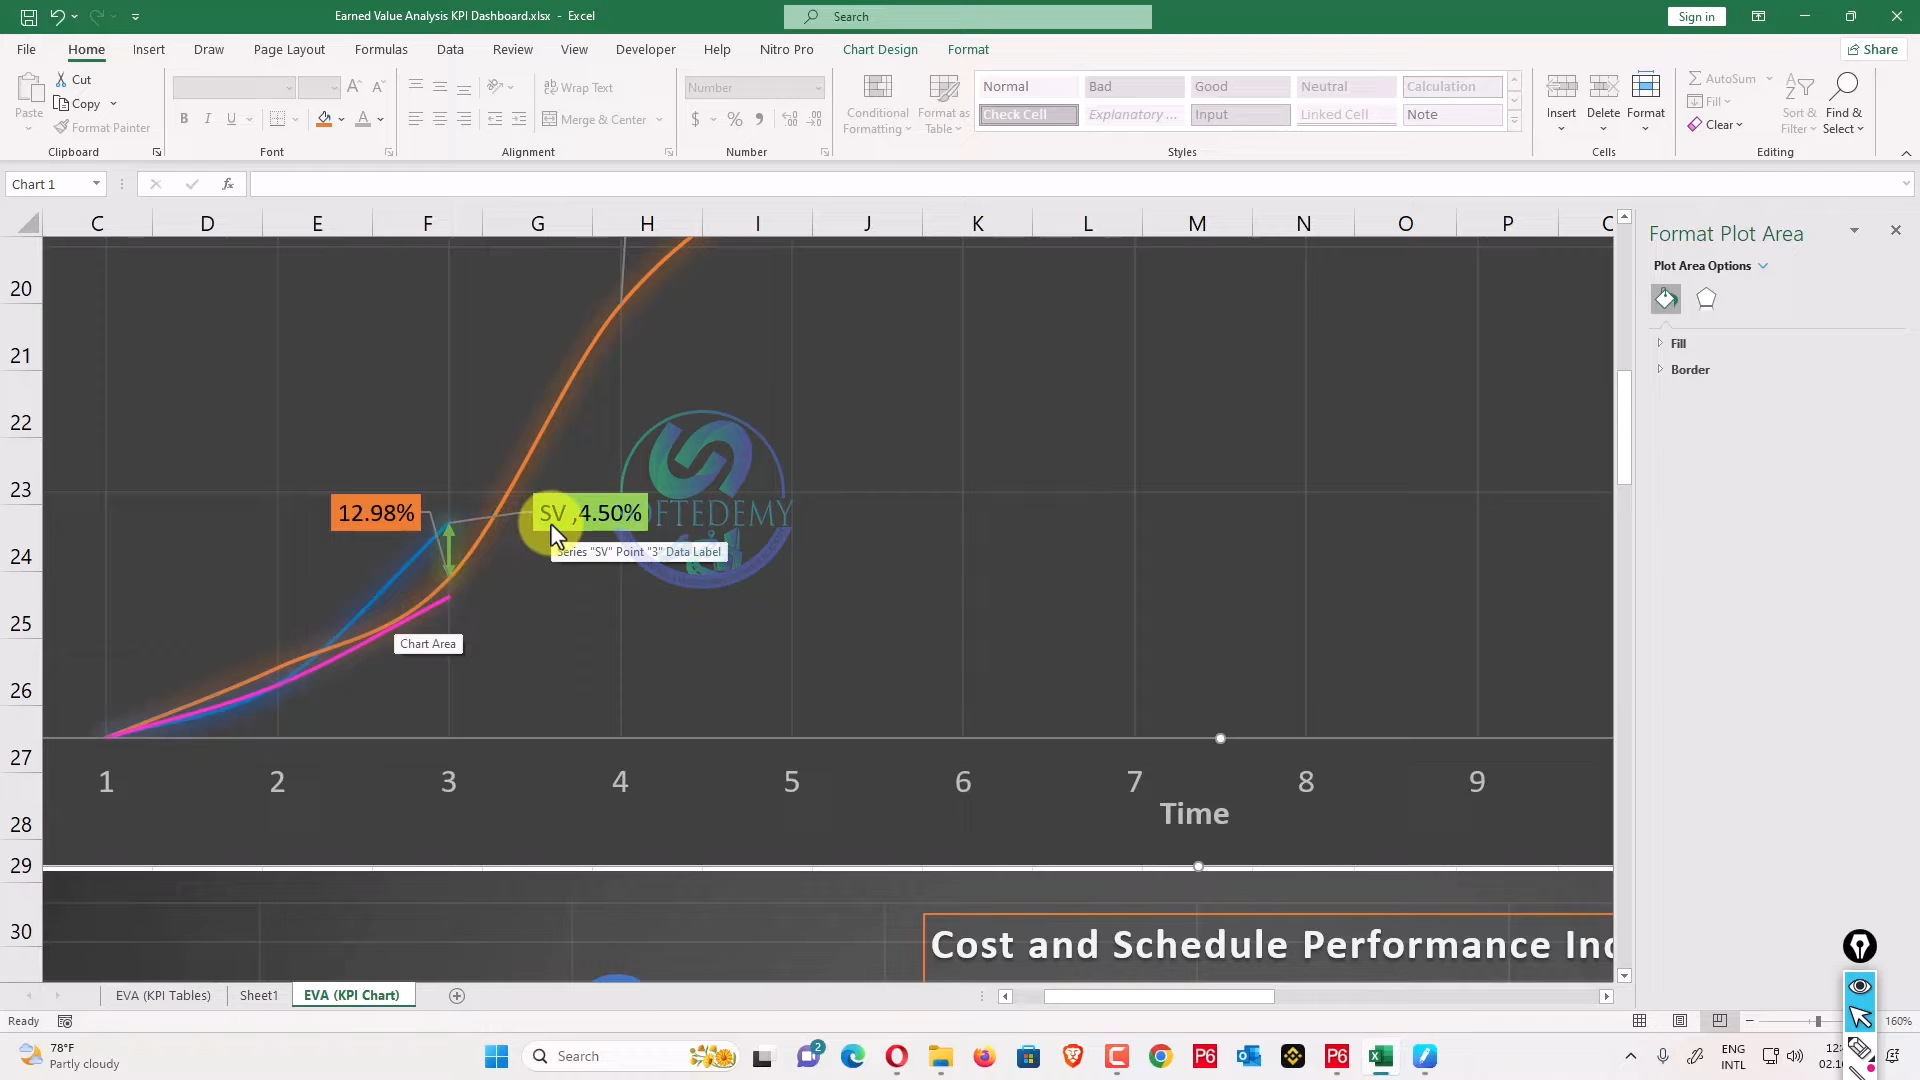 Earned Value Analysis KPI Dashboard.xlsx - Excel
Search
Sign in
File Home Insert Draw Page Layout Formulas Data Review View Developer Help Nitro Pro Chart Design Format
Share
Paste
Cut
Copy
Format Painter
Clipboard
B I U
Font
Wrap Text
Merge & Center
Alignment
Number
$ % 9
Number
Conditional Formatting
Format as Table
Normal Bad Good Neutral Calculation
Check Cell Explanatory ... Input Linked Cell Note
Styles
Insert Delete Format
Cells
AutoSum
Fill
Clear
Sort & Filter
Find & Select
Editing
Chart 1
fx
C D E F G H I J K L M N O P
20
21
22
23
24
25
26
27
28
29
30
12.98%
SV ,4.50%
FTEDEMY
Series "SV" Point "3" Data Label
Chart Area
1 2 3 4 5 6 7 8 9
Time
Cost and Schedule Performance Ind
Format Plot Area
Plot Area Options
Fill
Border
EVA (KPI Tables) Sheet1 EVA (KPI Chart)
Ready
160%
78°F
Partly cloudy
Search
2
P6
P6
ENG
INTL